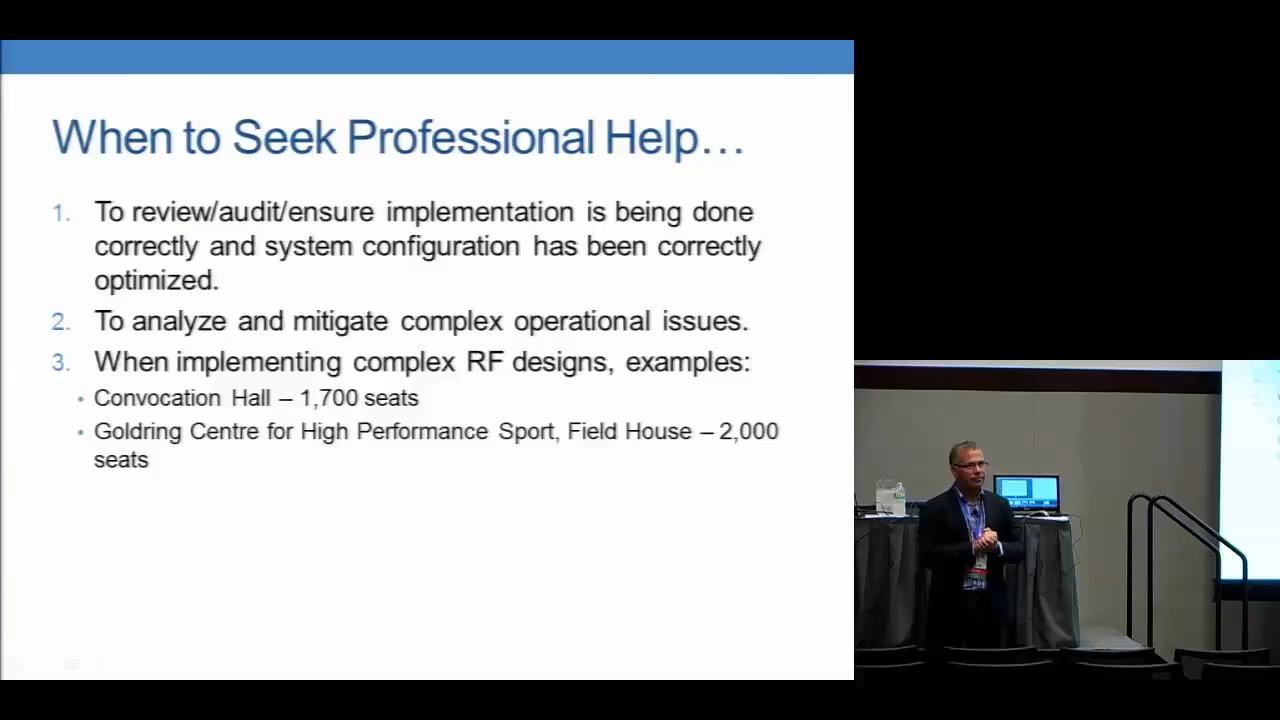 When to Seek Professional Help…
1. To review/audit/ensure implementation is being done
correctly and system configuration has been correctly
optimized.
2. To analyze and mitigate complex operational issues.
3. When implementing complex RF designs, examples:
• Convocation Hall – 1,700 seats
• Goldring Centre for High Performance Sport, Field House – 2,000
seats